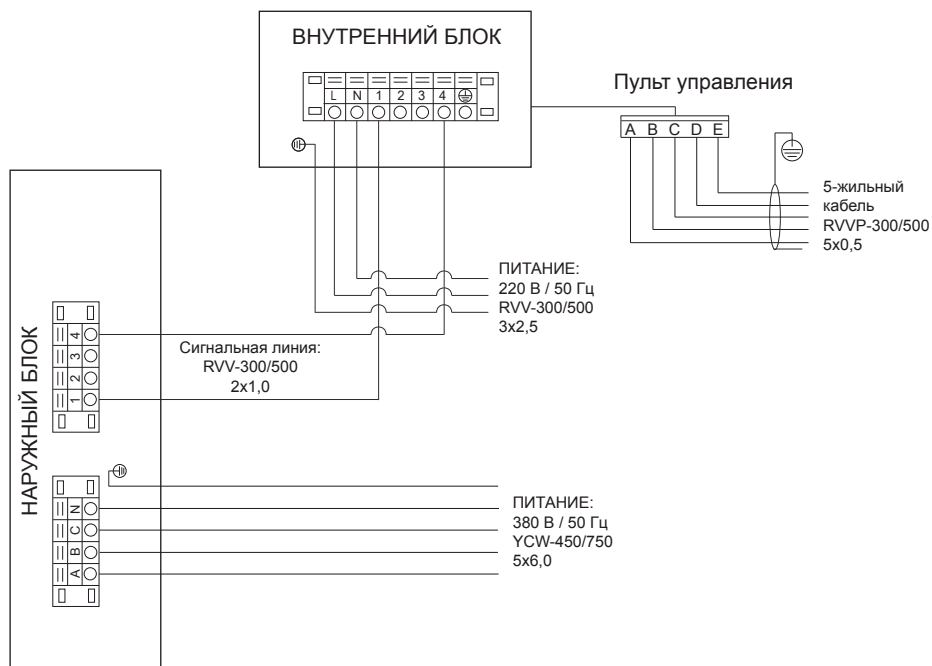 ВНУТРЕННИЙ БЛОК
L N 1 2 3 4
Пульт управления
A B C D E
5-жильный
кабель
RVVP-300/500
5x0,5
ПИТАНИЕ:
220 В / 50 Гц
RVV-300/500
3x2,5
НАРУЖНЫЙ БЛОК
4
3
2
1
Сигнальная линия:
RVV-300/500
2x1,0
N
C
B
A
ПИТАНИЕ:
380 В / 50 Гц
YCW-450/750
5x6,0